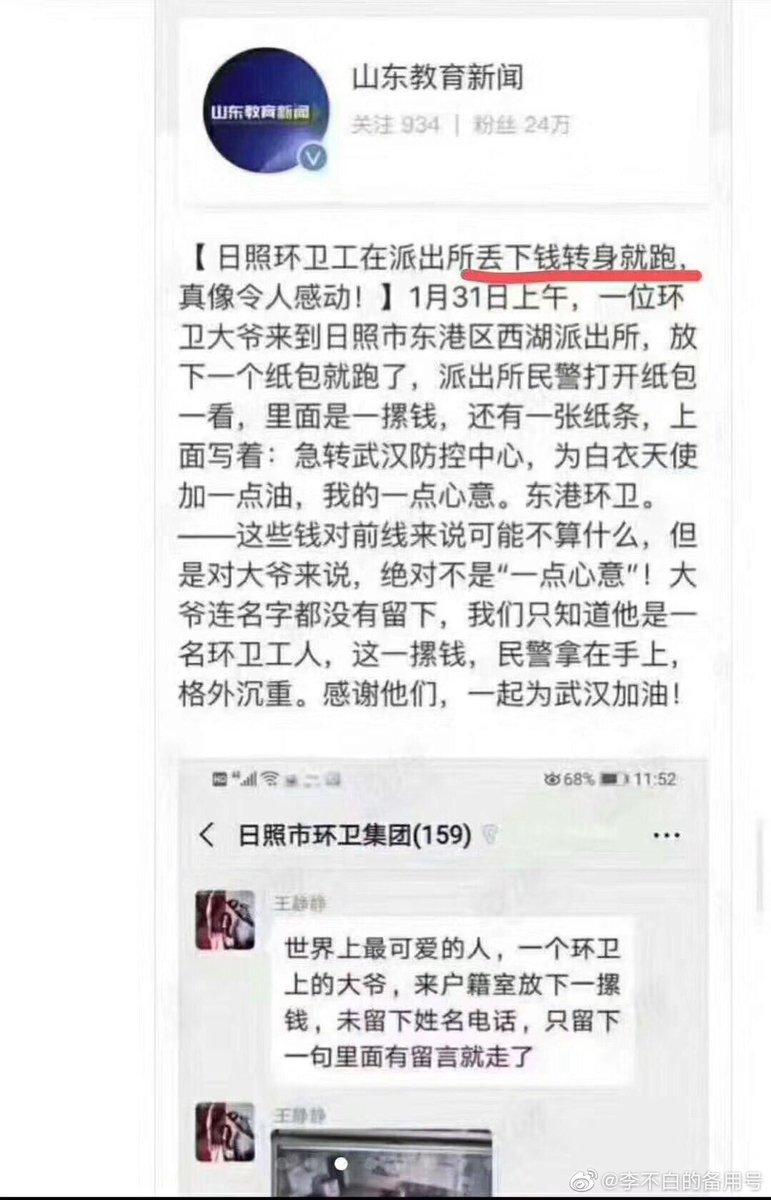 山东教育新闻
山东教育新闻
关注 934 | 粉丝 24万
【 日照环卫工在派出所丢下钱转身就跑，
真像令人感动！】1月31日上午，一位环
卫大爷来到日照市东港区西湖派出所，放
下一个纸包就跑了，派出所民警打开纸包
一看，里面是一摞钱，还有一张纸条，上
面写着：急转武汉防控中心，为白衣天使
加一点油，我的一点心意。东港环卫。
——这些钱对前线来说可能不算什么，但
是对大爷来说，绝对不是“一点心意”！大
爷连名字都没有留下，我们只知道他是一
名环卫工人，这一摞钱，民警拿在手上，
格外沉重。感谢他们，一起为武汉加油！
HD 4G 68% 11:52
日照市环卫集团(159)
王静静
世界上最可爱的人，一个环卫
上的大爷，来户籍室放下一摞
钱，未留下姓名电话，只留下
一句里面有留言就走了
王静静
@李不白的备用号